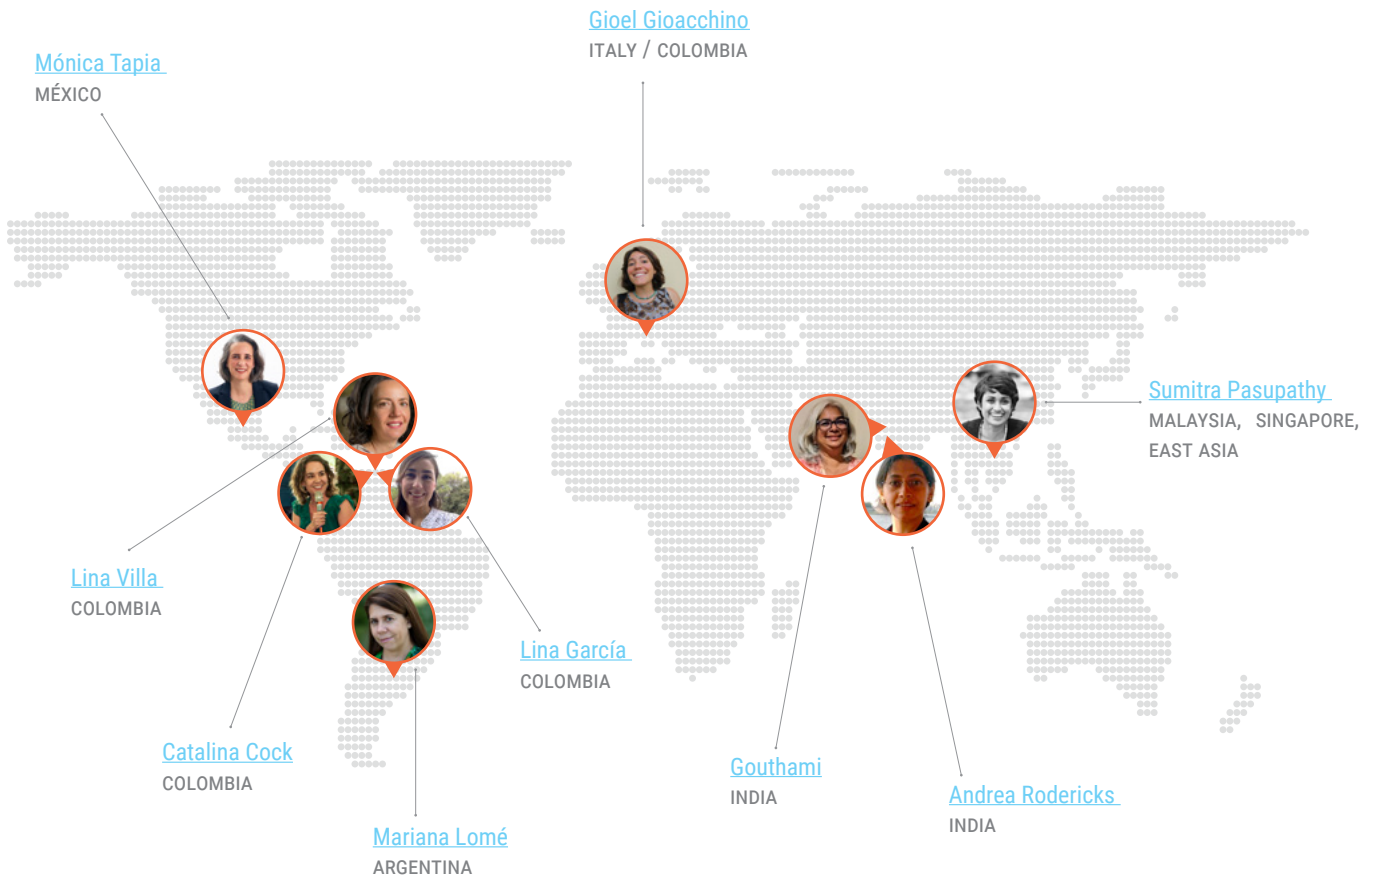 Gioel Gioacchino
ITALY / COLOMBIA
Mónica Tapia
MÉXICO
Sumitra Pasupathy
MALAYSIA, SINGAPORE,
EAST ASIA
Lina Villa
COLOMBIA
Lina García
COLOMBIA
Catalina Cock
COLOMBIA
Gouthami
INDIA
Andrea Rodericks
INDIA
Mariana Lomé
ARGENTINA